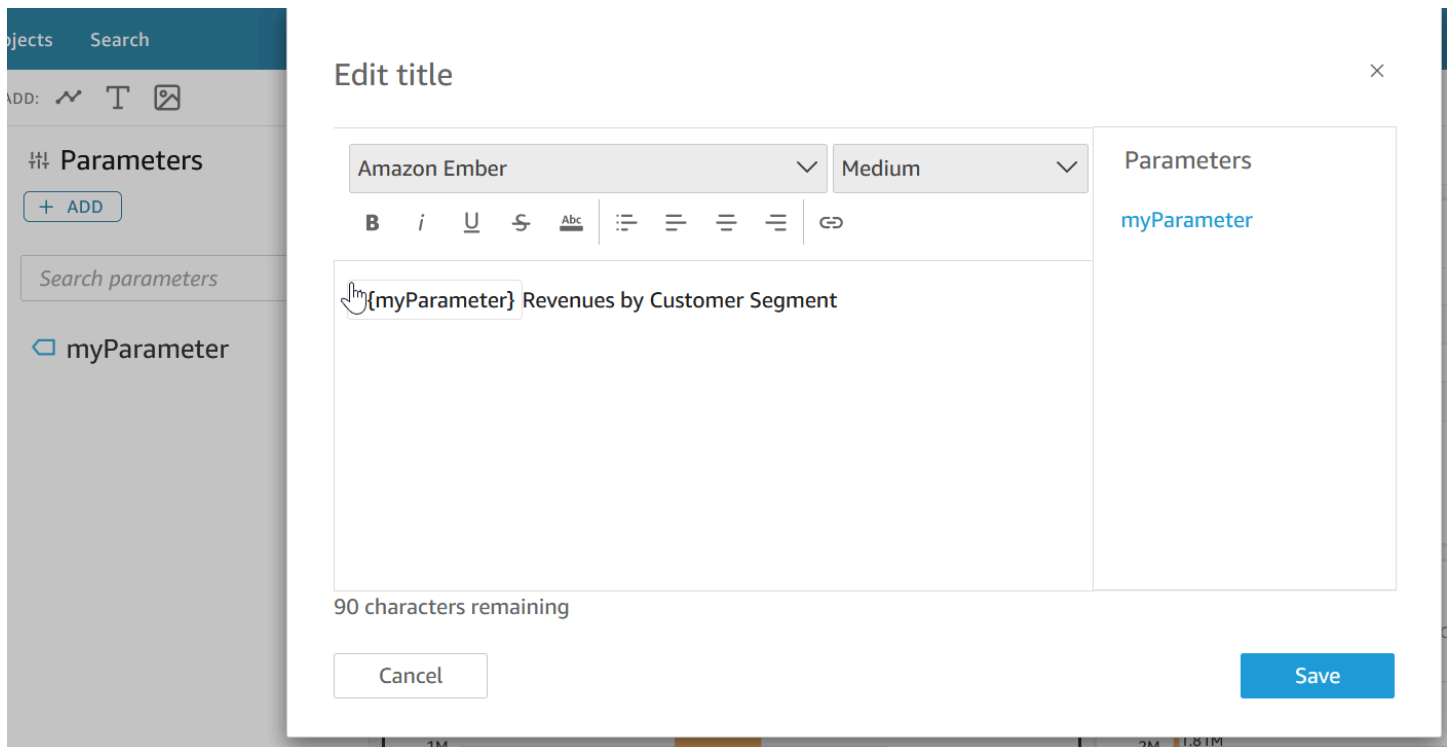 Search
Edit title
ADD:
Parameters
+ ADD
Search parameters
myParameter
Amazon Ember
Medium
B i U S Abc
{myParameter} Revenues by Customer Segment
Parameters
myParameter
90 characters remaining
Cancel
Save
1M
2M
1.81M